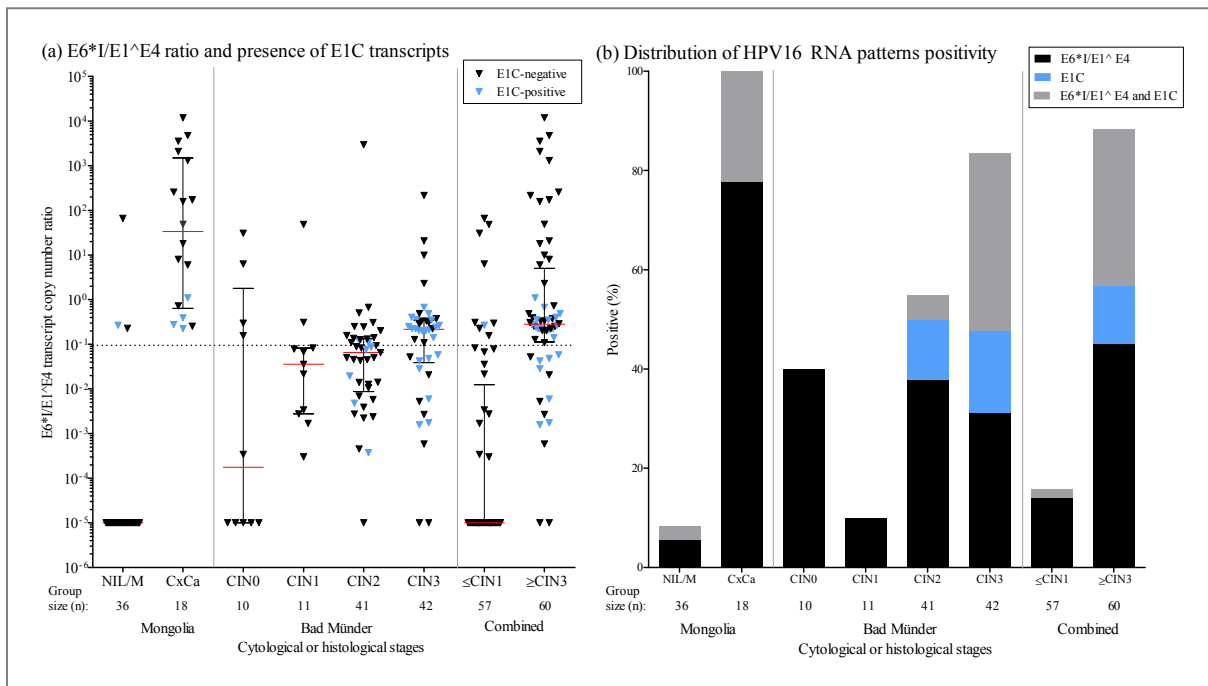 (a) E6*I/E1^E4 ratio and presence of E1C transcripts
E1C-negative
E1C-positive
10^5
10^4
10^3
10^2
10^1
10^0
10^-1
10^-2
10^-3
10^-4
10^-5
10^-6
E6*I/E1^E4 transcript copy number ratio
NIL/M CxCa CIN0 CIN1 CIN2 CIN3 ≤CIN1 ≥CIN3
Group size (n): 36 18 10 11 41 42 57 60
Mongolia Bad Münder Combined
Cytological or histological stages
(b) Distribution of HPV16 RNA patterns positivity
E6*I/E1^ E4
E1C
E6*I/E1^ E4 and E1C
100
80
60
40
20
0
Positive (%)
NIL/M CxCa CIN0 CIN1 CIN2 CIN3 ≤CIN1 ≥CIN3
Group size (n): 36 18 10 11 41 42 57 60
Mongolia Bad Münder Combined
Cytological or histological stages